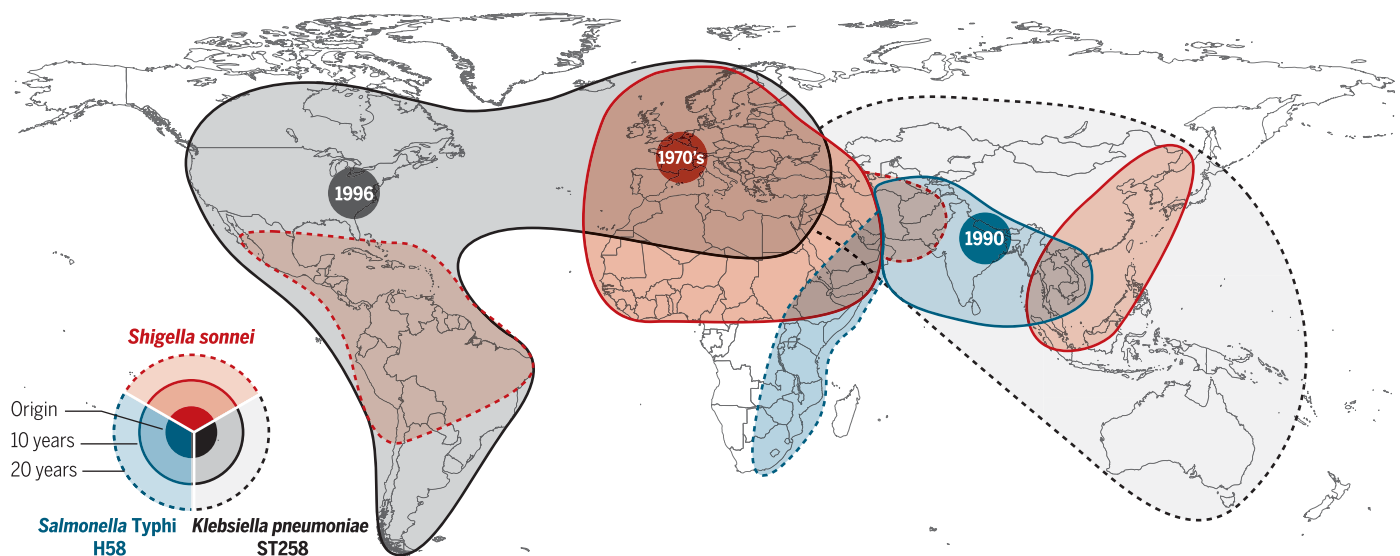 1970's
1996
1990
Shigella sonnei
Origin
10 years
20 years
Salmonella Typhi
H58
Klebsiella pneumoniae
ST258